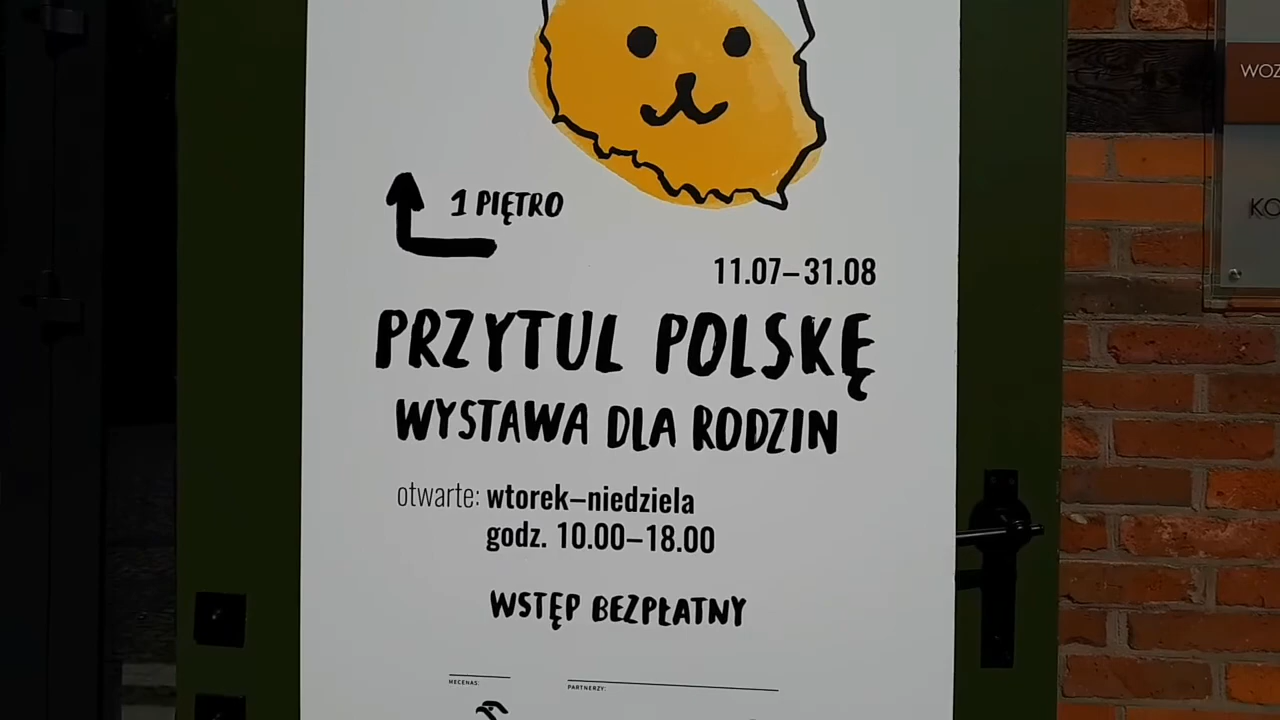 1 PIĘTRO
11.07–31.08
PRZYTUL POLSKĘ
WYSTAWA DLA RODZIN
otwarte: wtorek–niedziela
godz. 10.00–18.00
WSTĘP BEZPŁATNY
MECENAS:
PARTNERZY: